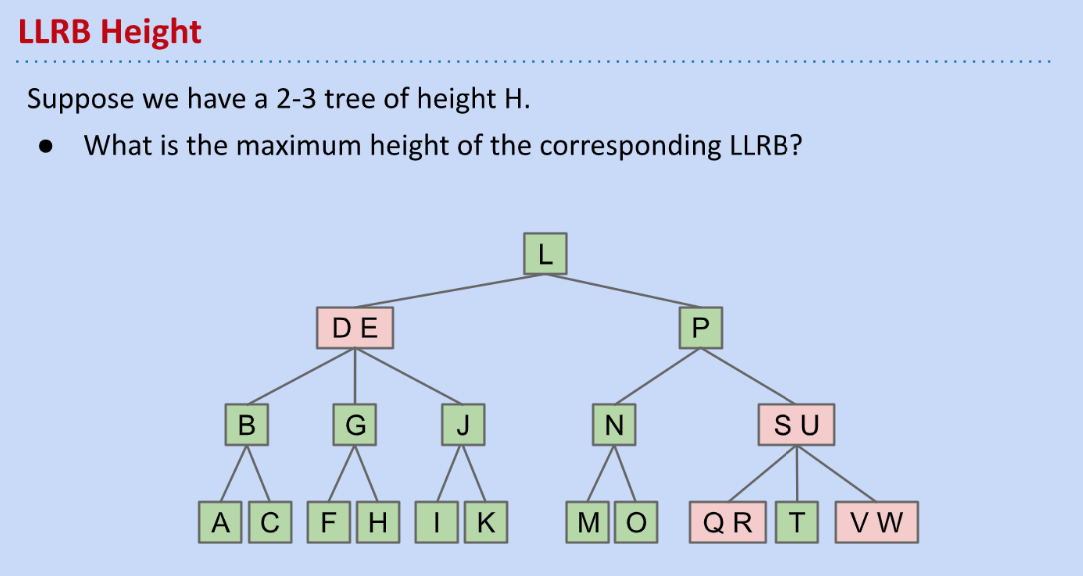 LLRB Height
Suppose we have a 2-3 tree of height H.
● What is the maximum height of the corresponding LLRB?
L
D E P
B G J N S U
A C F H I K M O Q R T V W